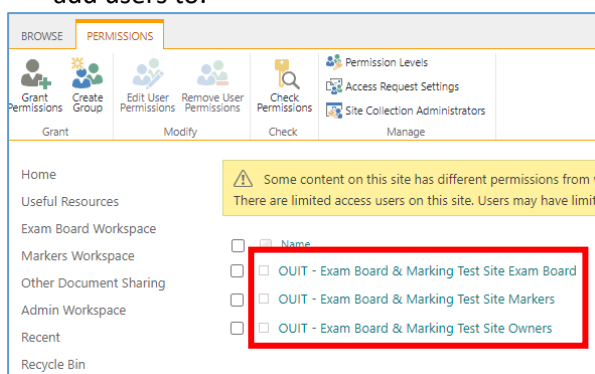 add users to.
BROWSE PERMISSIONS
Grant Permissions
Create Group
Edit User Permissions
Remove User Permissions
Check Permissions
Permission Levels
Access Request Settings
Site Collection Administrators
Grant Modify Check Manage
Home
Useful Resources
Exam Board Workspace
Markers Workspace
Other Document Sharing
Admin Workspace
Recent
Recycle Bin
Some content on this site has different permissions from
There are limited access users on this site. Users may have limit
Name
OUIT - Exam Board & Marking Test Site Exam Board
OUIT - Exam Board & Marking Test Site Markers
OUIT - Exam Board & Marking Test Site Owners